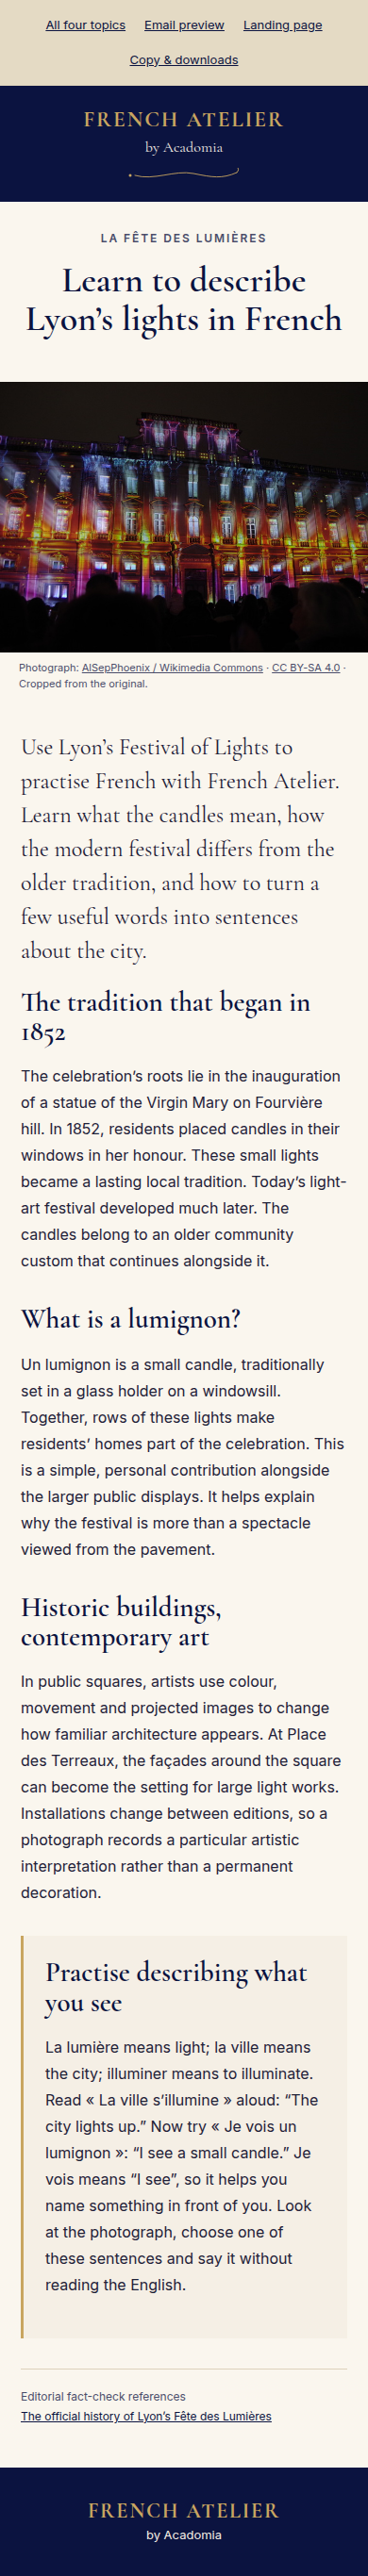 All four topics Email preview Landing page
Copy & downloads
FRENCH ATELIER
by Acadomia
LA FÊTE DES LUMIÈRES
Learn to describe
Lyon’s lights in French
Photograph: AlSepPhoenix / Wikimedia Commons · CC BY-SA 4.0 ·
Cropped from the original.
Use Lyon’s Festival of Lights to
practise French with French Atelier.
Learn what the candles mean, how
the modern festival differs from the
older tradition, and how to turn a
few useful words into sentences
about the city.
The tradition that began in
1852
The celebration’s roots lie in the inauguration
of a statue of the Virgin Mary on Fourvière
hill. In 1852, residents placed candles in their
windows in her honour. These small lights
became a lasting local tradition. Today’s light-
art festival developed much later. The
candles belong to an older community
custom that continues alongside it.
What is a lumignon?
Un lumignon is a small candle, traditionally
set in a glass holder on a windowsill.
Together, rows of these lights make
residents’ homes part of the celebration. This
is a simple, personal contribution alongside
the larger public displays. It helps explain
why the festival is more than a spectacle
viewed from the pavement.
Historic buildings,
contemporary art
In public squares, artists use colour,
movement and projected images to change
how familiar architecture appears. At Place
des Terreaux, the façades around the square
can become the setting for large light works.
Installations change between editions, so a
photograph records a particular artistic
interpretation rather than a permanent
decoration.
Practise describing what
you see
La lumière means light; la ville means
the city; illuminer means to illuminate.
Read « La ville s’illumine » aloud: “The
city lights up.” Now try « Je vois un
lumignon »: “I see a small candle.” Je
vois means “I see”, so it helps you
name something in front of you. Look
at the photograph, choose one of
these sentences and say it without
reading the English.
Editorial fact-check references
The official history of Lyon’s Fête des Lumières
FRENCH ATELIER
by Acadomia